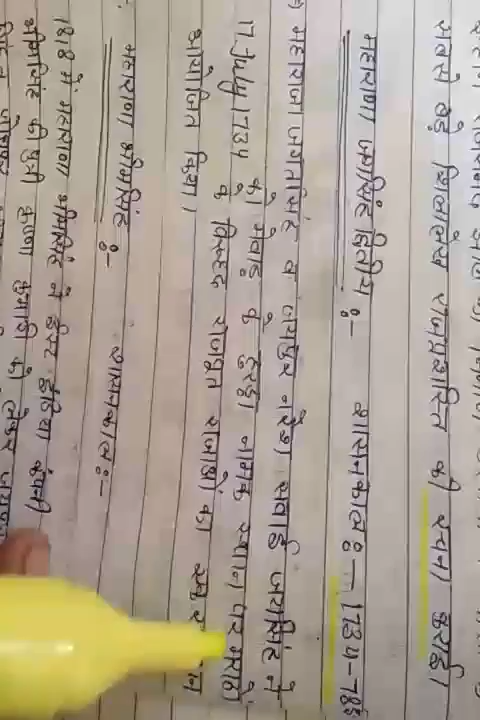 सबसे बड़े शिलालेख राजप्रशस्ति की रचना कराई।
महाराणा जगतसिंह द्वितीय :- शासनकाल :- 1734-78ई
महाराजा जगतसिंह व जयपुर नरेश सवाई जयसिंह ने
17 July 1734 को मेवाड़ के हुरडा नामक स्थान पर मराठों
के विरुद्ध राजपूत राजाओं का
आयोजित किया।
महाराणा भीमसिंह :- शासनकाल :-
1818 में महाराणा भीमसिंह ने ईस्ट इंडिया कंपनी
भीमसिंह की पुत्री कृष्णा कुमारी को लेकर